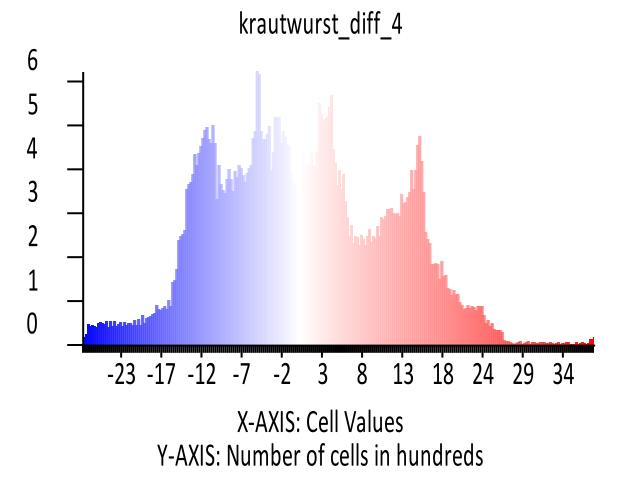 krautwurst_diff_4
6
5
4
3
2
1
0
-23 -17 -12 -7 -2 3 8 13 18 24 29 34
X-AXIS: Cell Values
Y-AXIS: Number of cells in hundreds